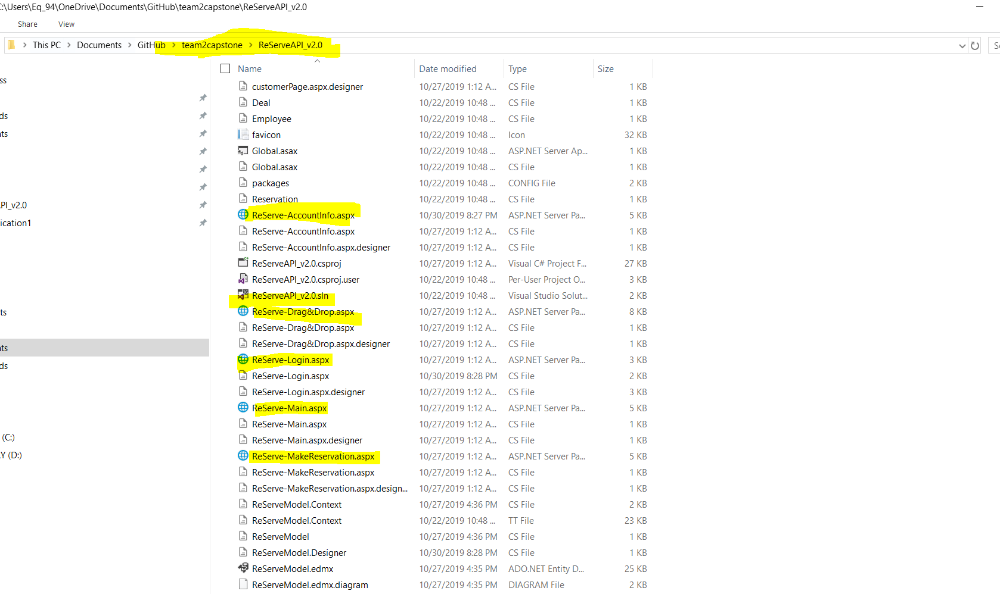 C:\Users\Eq_94\OneDrive\Documents\GitHub\team2capstone\ReServeAPI_v2.0
Share View
This PC Documents GitHub team2capstone ReServeAPI_v2.0 Se
Name Date modified Type Size
ss
ds
its
PI_v2.0
ication1
ts
nts
ds
(C:)
Y (D:)
customerPage.aspx.designer 10/27/2019 1:12 A... CS File 1 KB
Deal 10/22/2019 10:48 ... CS File 1 KB
Employee 10/22/2019 10:48 ... CS File 1 KB
favicon 10/22/2019 10:48 ... Icon 32 KB
Global.asax 10/22/2019 10:48 ... ASP.NET Server Ap... 1 KB
Global.asax 10/22/2019 10:48 ... CS File 1 KB
packages 10/22/2019 10:48 ... CONFIG File 2 KB
Reservation 10/22/2019 10:48 ... CS File 1 KB
ReServe-AccountInfo.aspx 10/30/2019 8:27 PM ASP.NET Server Pa... 5 KB
ReServe-AccountInfo.aspx 10/27/2019 1:12 A... CS File 1 KB
ReServe-AccountInfo.aspx.designer 10/27/2019 1:12 A... CS File 1 KB
ReServeAPI_v2.0.csproj 10/27/2019 1:12 A... Visual C# Project F... 27 KB
ReServeAPI_v2.0.csproj.user 10/22/2019 10:48 ... Per-User Project O... 3 KB
ReServeAPI_v2.0.sln 10/22/2019 10:48 ... Visual Studio Solut... 2 KB
ReServe-Drag&Drop.aspx 10/27/2019 1:12 A... ASP.NET Server Pa... 8 KB
ReServe-Drag&Drop.aspx 10/27/2019 1:12 A... CS File 1 KB
ReServe-Drag&Drop.aspx.designer 10/27/2019 1:12 A... CS File 1 KB
ReServe-Login.aspx 10/27/2019 1:12 A... ASP.NET Server Pa... 3 KB
ReServe-Login.aspx 10/30/2019 8:28 PM CS File 2 KB
ReServe-Login.aspx.designer 10/27/2019 1:12 A... CS File 3 KB
ReServe-Main.aspx 10/27/2019 1:12 A... ASP.NET Server Pa... 5 KB
ReServe-Main.aspx 10/27/2019 1:12 A... CS File 1 KB
ReServe-Main.aspx.designer 10/27/2019 1:12 A... CS File 1 KB
ReServe-MakeReservation.aspx 10/27/2019 1:12 A... ASP.NET Server Pa... 5 KB
ReServe-MakeReservation.aspx 10/27/2019 1:12 A... CS File 1 KB
ReServe-MakeReservation.aspx.design... 10/27/2019 1:12 A... CS File 1 KB
ReServeModel.Context 10/27/2019 4:36 PM CS File 2 KB
ReServeModel.Context 10/22/2019 10:48 ... TT File 23 KB
ReServeModel 10/27/2019 4:36 PM CS File 1 KB
ReServeModel.Designer 10/30/2019 8:28 PM CS File 1 KB
ReServeModel.edmx 10/27/2019 4:35 PM ADO.NET Entity D... 25 KB
ReServeModel.edmx.diagram 10/27/2019 4:35 PM DIAGRAM File 2 KB